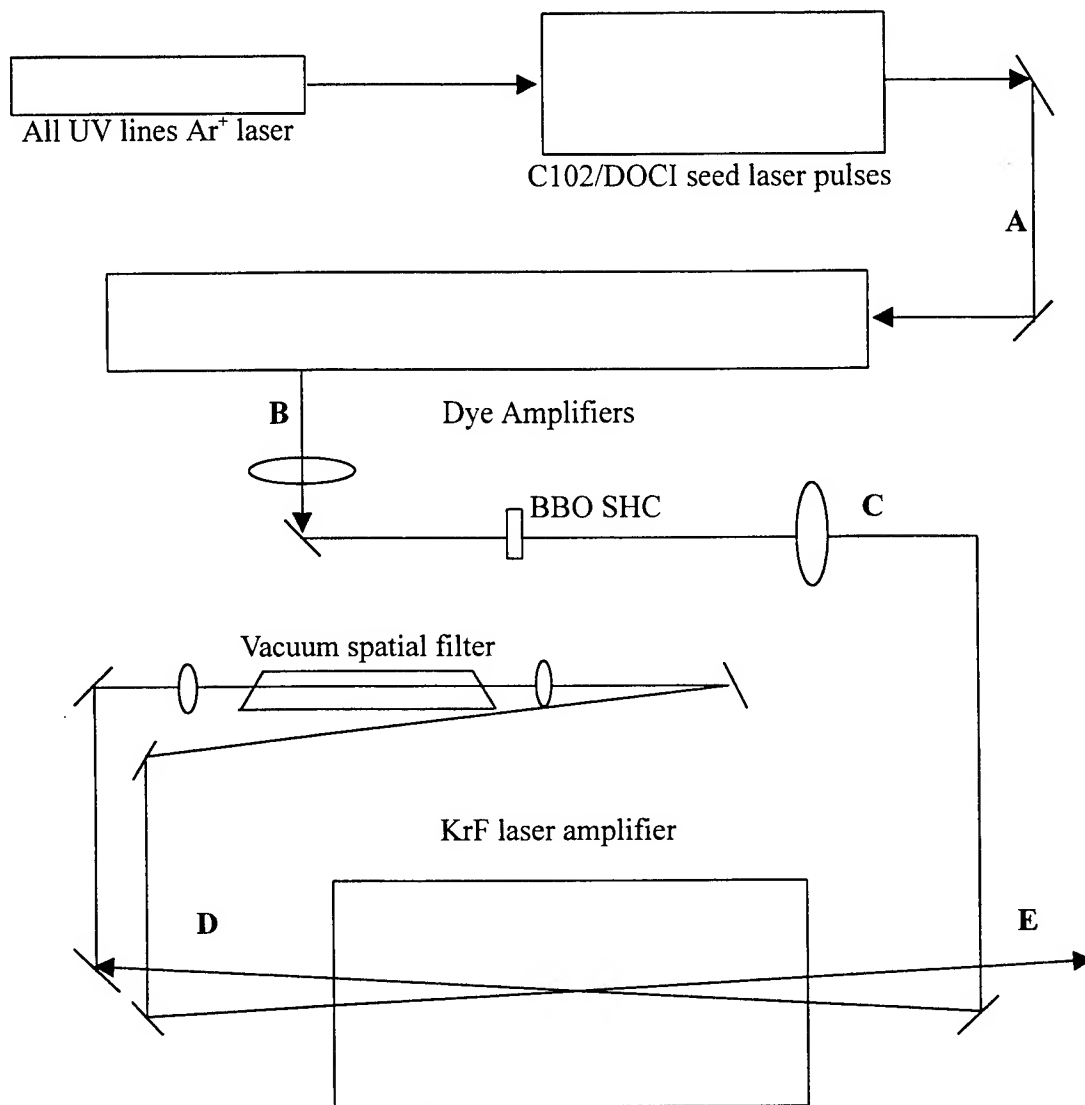 All UV lines Ar⁺ laser
C102/DOCI seed laser pulses
A
B
Dye Amplifiers
BBO SHC
C
Vacuum spatial filter
KrF laser amplifier
D
E